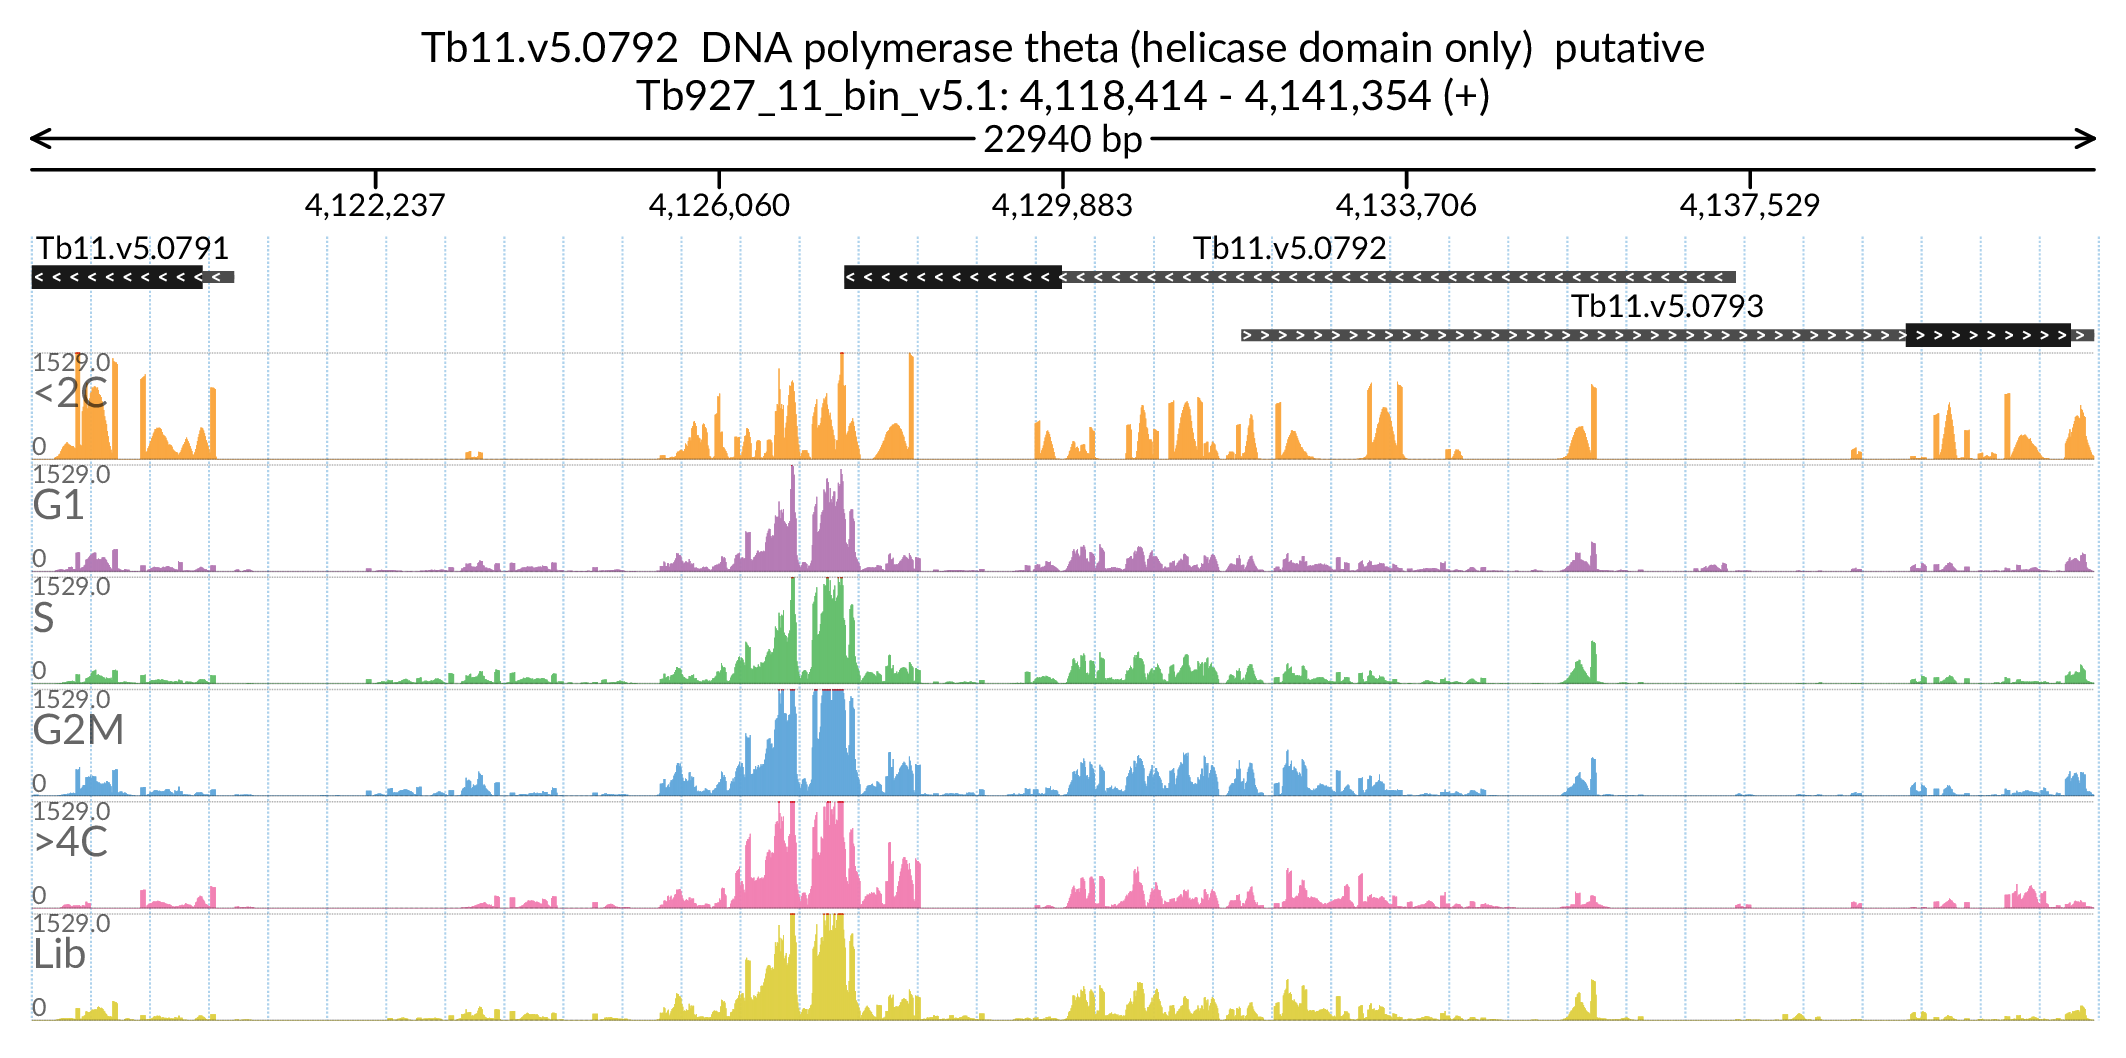 Tb11.v5.0792 DNA polymerase theta (helicase domain only) putative
Tb927_11_bin_v5.1: 4,118,414 - 4,141,354 (+)
22940 bp
4,122,237 4,126,060 4,129,883 4,133,706 4,137,529
Tb11.v5.0791 Tb11.v5.0792
Tb11.v5.0793
1529.0
<2C
0
1529.0
G1
0
1529.0
S
0
1529.0
G2M
0
1529.0
>4C
0
1529.0
Lib
0